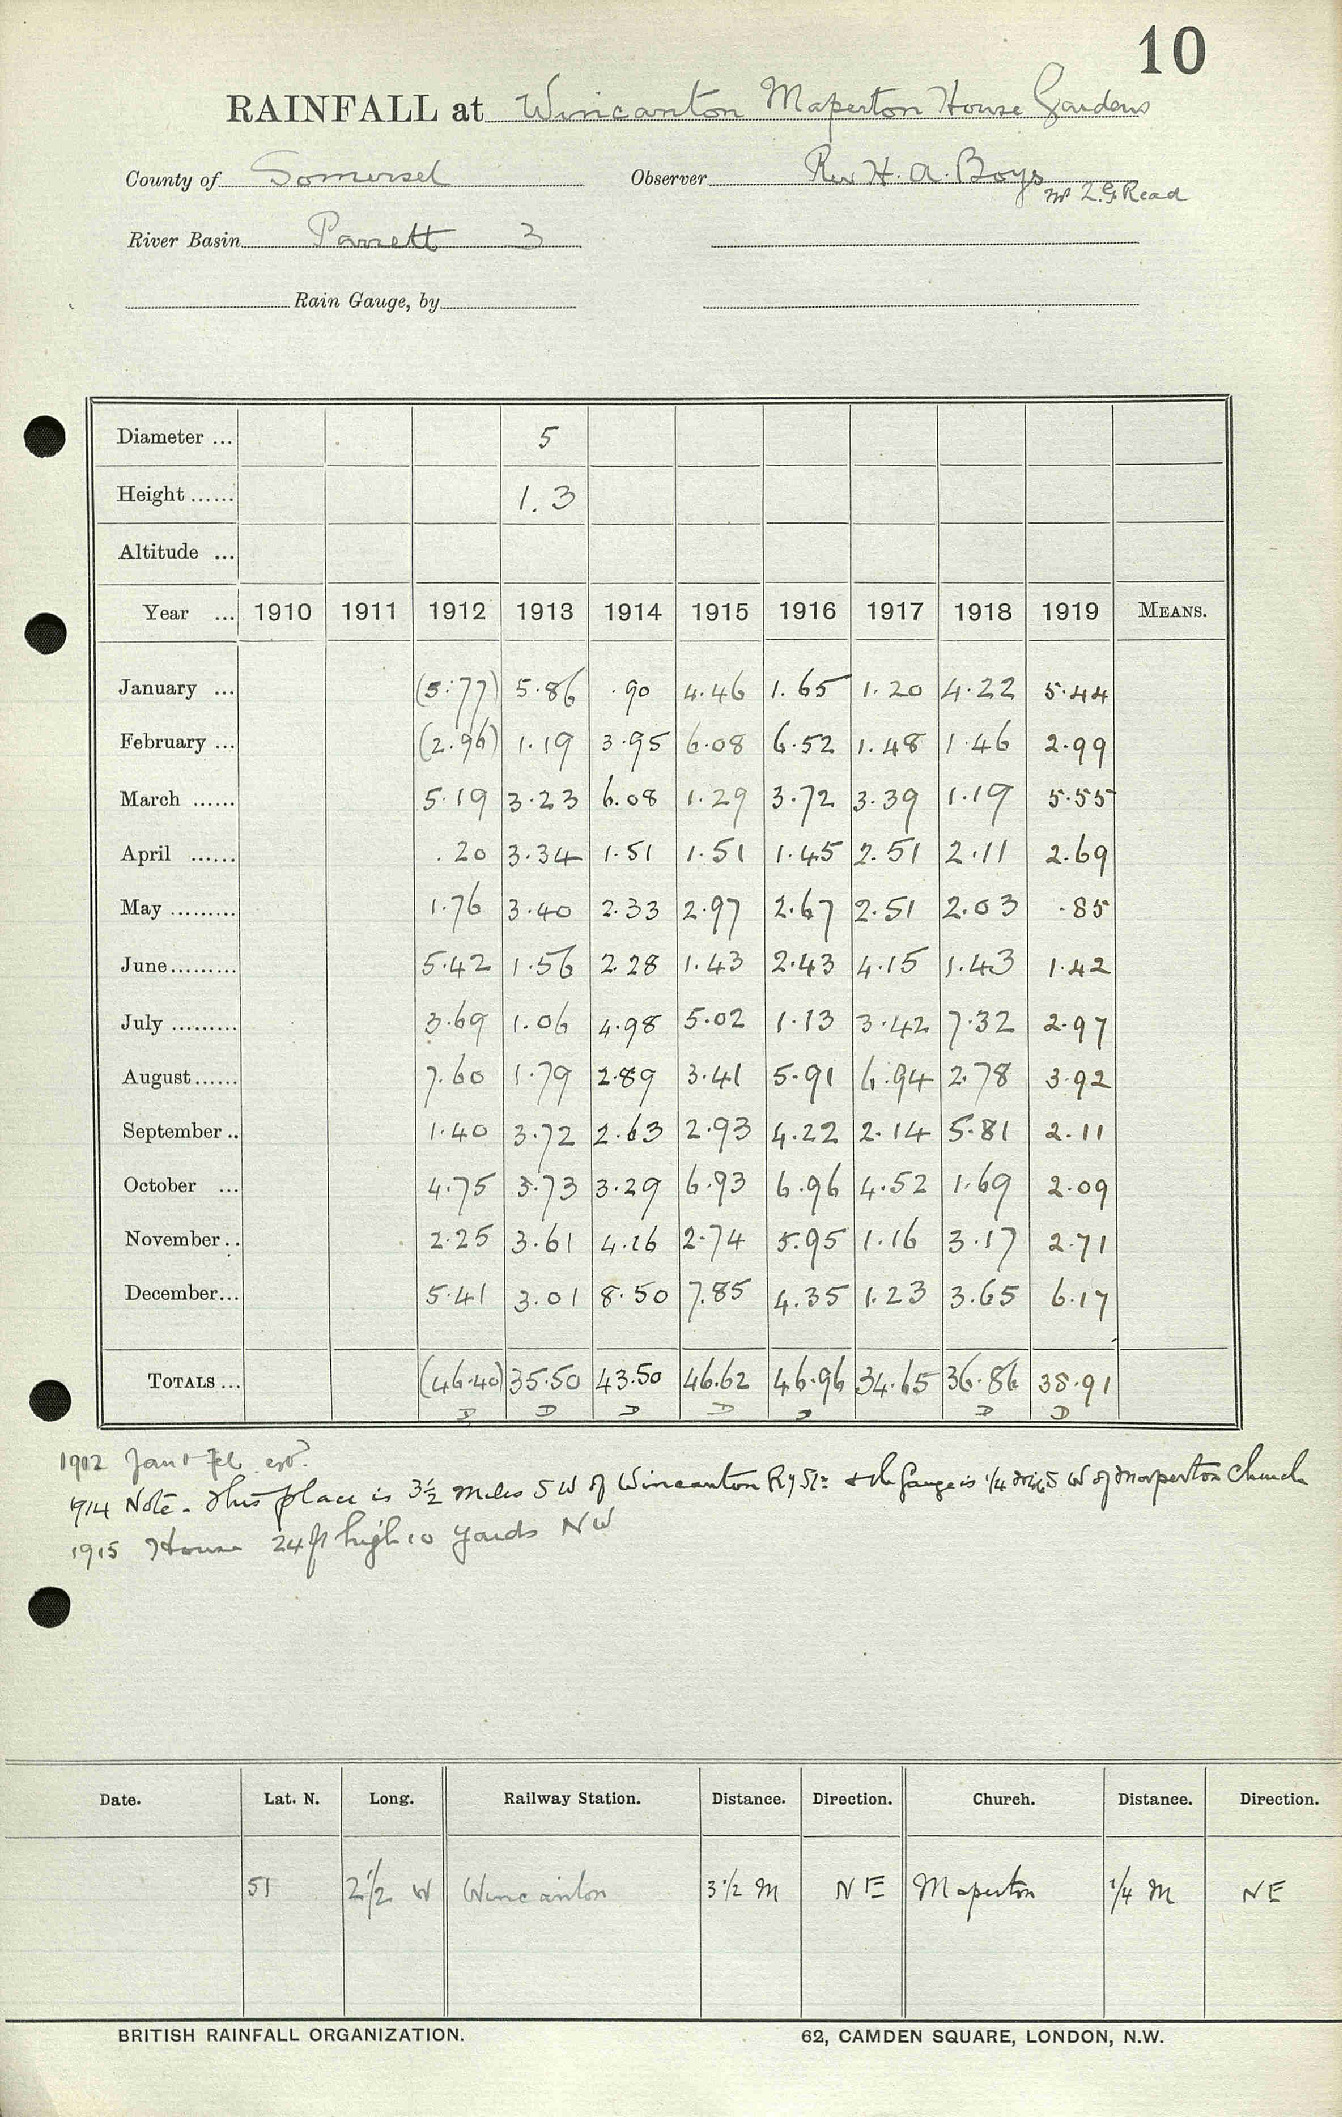 10
RAINFALL at Wincanton Maperton House Gardens
County of Somerset Observer Rev H. A. Boys
Mr L. G. Read
River Basin Parrett 3
Rain Gauge, by
Diameter ... 5
Height ...... 1.3
Altitude ...
Year ... 1910 1911 1912 1913 1914 1915 1916 1917 1918 1919 MEANS.
January ... (5.77) 5.86 .90 4.46 1.65 1.20 4.22 5.44
February ... (2.96) 1.19 3.95 6.08 6.52 1.48 1.46 2.99
March ...... 5.19 3.23 6.08 1.29 3.72 3.39 1.19 5.55
April ...... .20 3.34 1.51 1.51 1.45 2.51 2.11 2.69
May ......... 1.76 3.40 2.33 2.97 2.67 2.51 2.03 .85
June......... 5.42 1.56 2.28 1.43 2.43 4.15 1.43 1.42
July ......... 3.69 1.06 4.98 5.02 1.13 3.42 7.32 2.97
August...... 7.60 1.79 2.89 3.41 5.91 6.94 2.78 3.92
September.. 1.40 3.72 2.63 2.93 4.22 2.14 5.81 2.11
October ... 4.75 3.73 3.29 6.93 6.96 4.52 1.69 2.09
November.. 2.25 3.61 4.16 2.74 5.95 1.16 3.17 2.71
December... 5.41 3.01 8.50 7.85 4.35 1.23 3.65 6.17
TOTALS ... (46.40) 35.50 43.50 46.62 46.96 34.65 36.86 38.91
D D D D D D D
1912 Jan + Feb est.
1914 Note. This place is 3½ miles SW of Wincanton Ry Stn & the gauge is ¼ mile SW of Maperton Church
1915 House 24 ft high 10 yards NW
Date. Lat. N. Long. Railway Station. Distance. Direction. Church. Distance. Direction.
51 2½ W Wincanton 3½ M NE Maperton ¼ M NE
BRITISH RAINFALL ORGANIZATION. 62, CAMDEN SQUARE, LONDON, N.W.